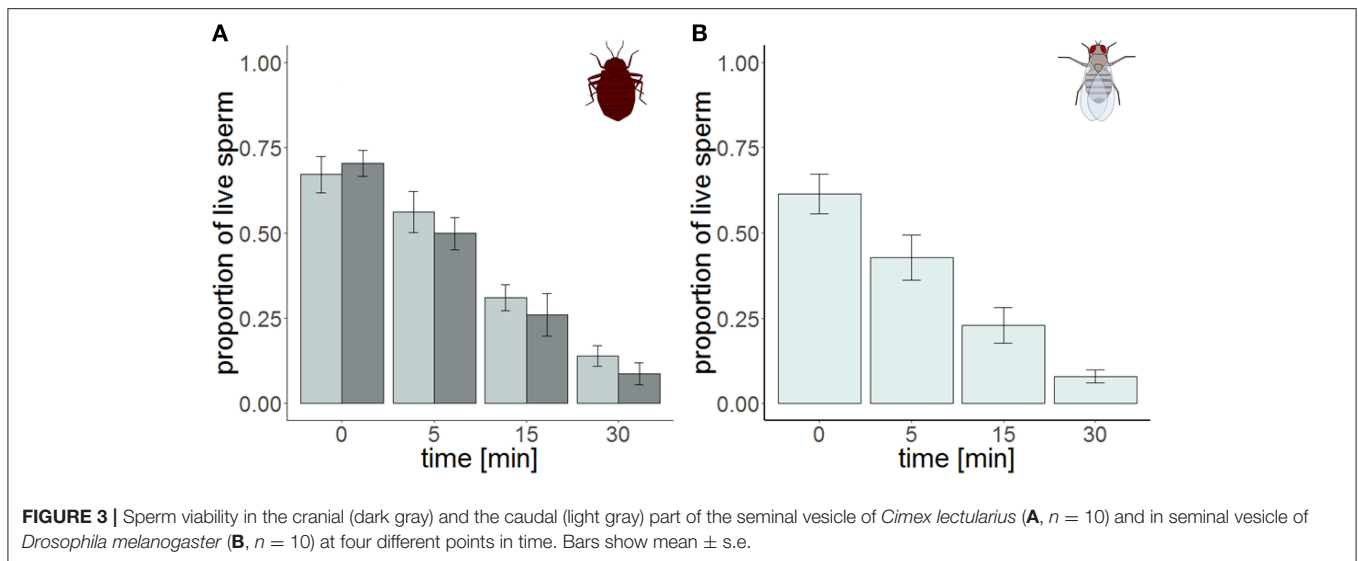 A
proportion of live sperm
1.00
0.75
0.50
0.25
0.00
0 5 15 30
time [min]
B
proportion of live sperm
1.00
0.75
0.50
0.25
0.00
0 5 15 30
time [min]
FIGURE 3 | Sperm viability in the cranial (dark gray) and the caudal (light gray) part of the seminal vesicle of Cimex lectularius (A, n = 10) and in seminal vesicle of
Drosophila melanogaster (B, n = 10) at four different points in time. Bars show mean ± s.e.